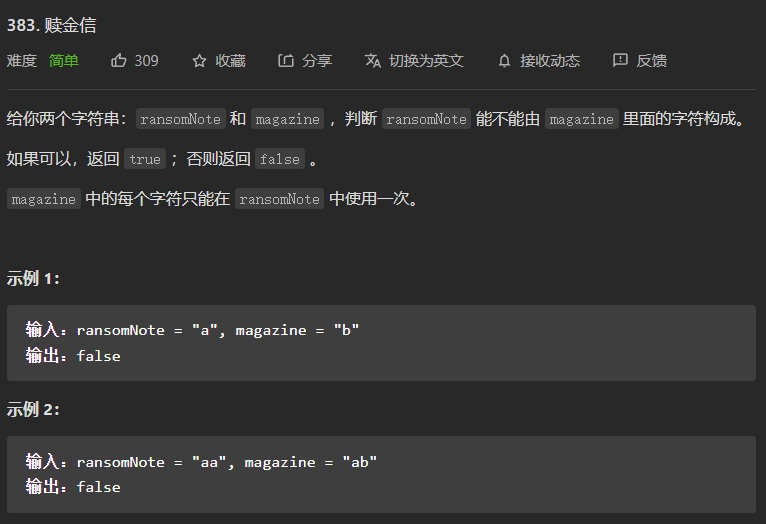 383. 赎金信
难度 简单 309 收藏 分享 切换为英文 接收动态 反馈
给你两个字符串：ransomNote 和 magazine ，判断 ransomNote 能不能由 magazine 里面的字符构成。
如果可以，返回 true ；否则返回 false 。
magazine 中的每个字符只能在 ransomNote 中使用一次。
示例 1：
输入：ransomNote = "a", magazine = "b"
输出：false
示例 2：
输入：ransomNote = "aa", magazine = "ab"
输出：false